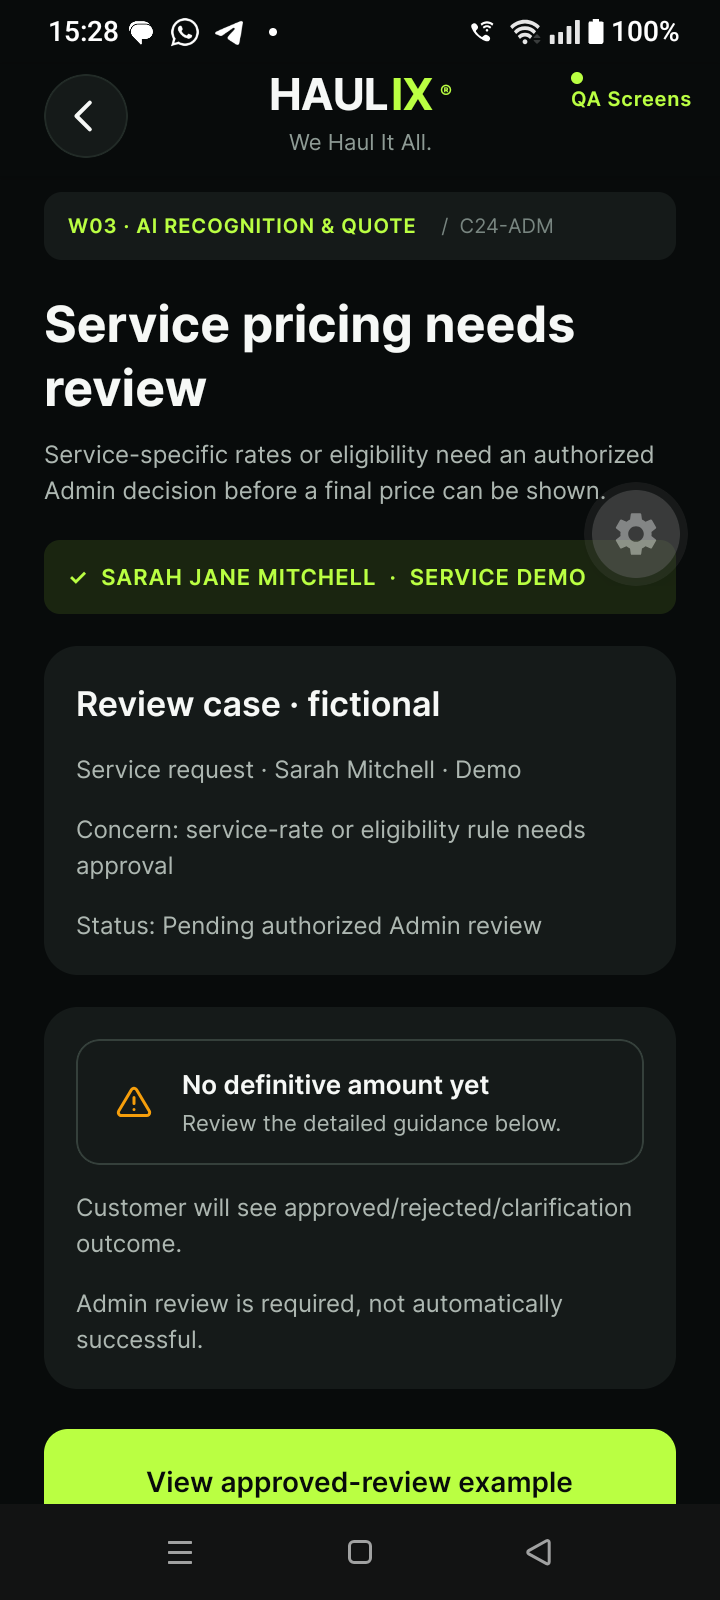 15:28 100%
HAULIX ®
QA Screens
We Haul It All.
W03 · AI RECOGNITION & QUOTE / C24-ADM
Service pricing needs
review
Service-specific rates or eligibility need an authorized
Admin decision before a final price can be shown.
✓ SARAH JANE MITCHELL · SERVICE DEMO
Review case · fictional
Service request · Sarah Mitchell · Demo
Concern: service-rate or eligibility rule needs
approval
Status: Pending authorized Admin review
No definitive amount yet
Review the detailed guidance below.
Customer will see approved/rejected/clarification
outcome.
Admin review is required, not automatically
successful.
View approved-review example